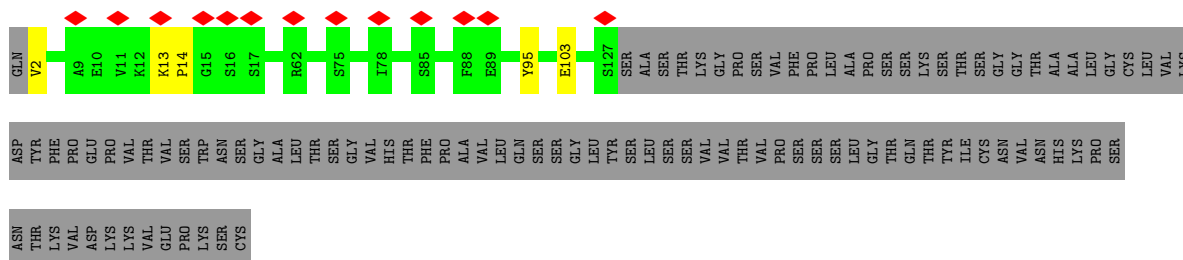 GLN V2 A9 E10 V11 K12 K13 P14 G15 S16 S17 R62 S75 I78 S85 F88 E89 Y95 E103 S127 SER ALA SER THR LYS GLY PRO SER VAL PHE PRO LEU ALA PRO SER SER LYS SER THR SER GLY GLY THR ALA ALA LEU GLY CYS LEU VAL LYS
ASP TYR PHE PRO GLU PRO VAL THR VAL SER TRP ASN SER GLY ALA LEU THR SER GLY VAL HIS THR PHE PRO ALA VAL LEU GLN SER SER GLY LEU TYR SER LEU SER SER VAL VAL THR VAL PRO SER SER SER LEU GLY THR GLN THR TYR ILE CYS ASN VAL ASN HIS LYS PRO SER
ASN THR LYS VAL ASP LYS LYS VAL GLU PRO LYS SER CYS